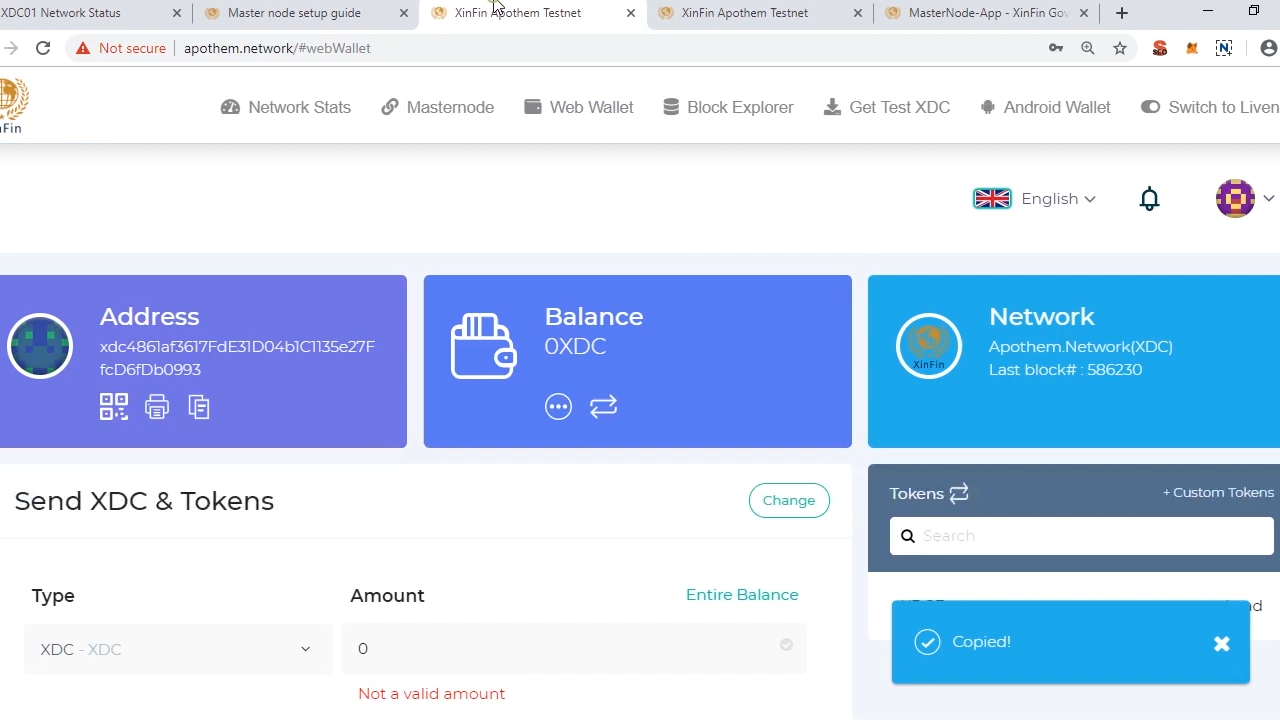 XDC01 Network Status
Master node setup guide
XinFin Apothem Testnet
XinFin Apothem Testnet
MasterNode-App - XinFin Gov
Not secure
apothem.network/#webWallet
SEO
N
Network Stats
Masternode
Web Wallet
Block Explorer
Get Test XDC
Android Wallet
Switch to Liven
English
Address
xdc4861af3617FdE31D04b1C1135e27F
fcD6fDb0993
Balance
0XDC
XinFin
Network
Apothem.Network(XDC)
Last block# : 586230
Send XDC & Tokens
Change
Tokens
+ Custom Tokens
Search
Type
Amount
Entire Balance
XDC - XDC
0
Not a valid amount
Copied!